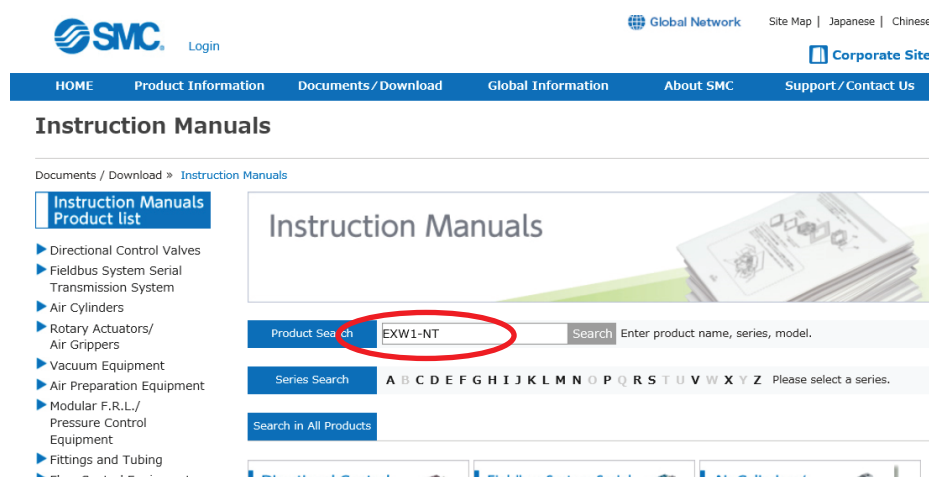 Global Network Site Map | Japanese | Chinese
SMC. Login
Corporate Site
HOME Product Information Documents/Download Global Information About SMC Support/Contact Us
Instruction Manuals
Documents / Download » Instruction Manuals
Instruction Manuals
Product list
Directional Control Valves
Fieldbus System Serial
Transmission System
Air Cylinders
Rotary Actuators/
Air Grippers
Vacuum Equipment
Air Preparation Equipment
Modular F.R.L./
Pressure Control
Equipment
Fittings and Tubing
Instruction Manuals
Product Search EXW1-NT Search Enter product name, series, model.
Series Search A B C D E F G H I J K L M N O P Q R S T U V W X Y Z Please select a series.
Search in All Products